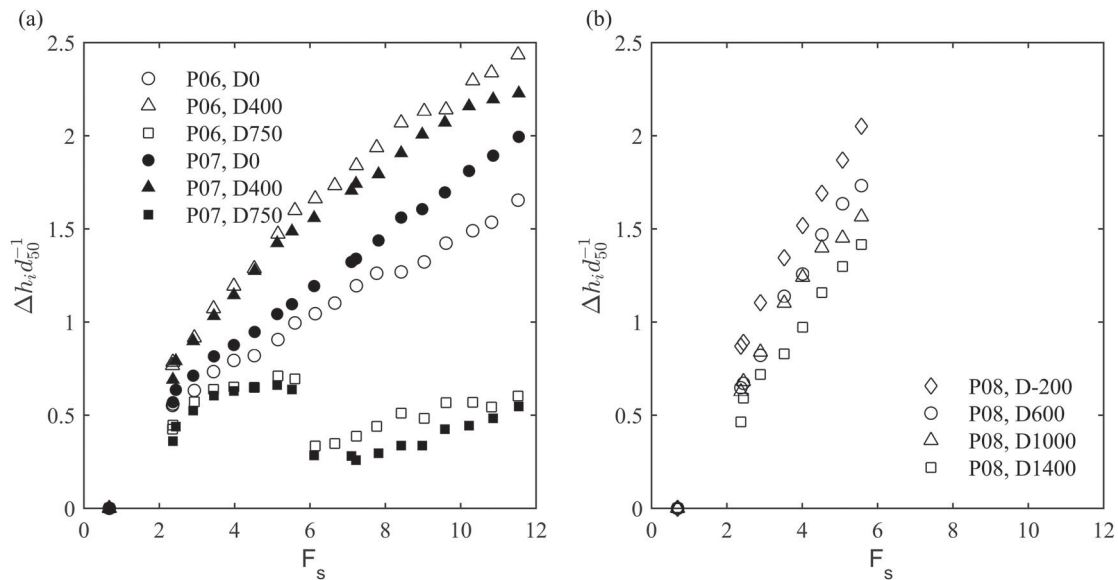 (a)
2.5
2
1.5
1
0.5
0
Δh_i d_50^−1
P06, D0
P06, D400
P06, D750
P07, D0
P07, D400
P07, D750
0 2 4 6 8 10 12
F_s
(b)
2.5
2
1.5
1
0.5
0
Δh_i d_50^−1
P08, D-200
P08, D600
P08, D1000
P08, D1400
0 2 4 6 8 10 12
F_s